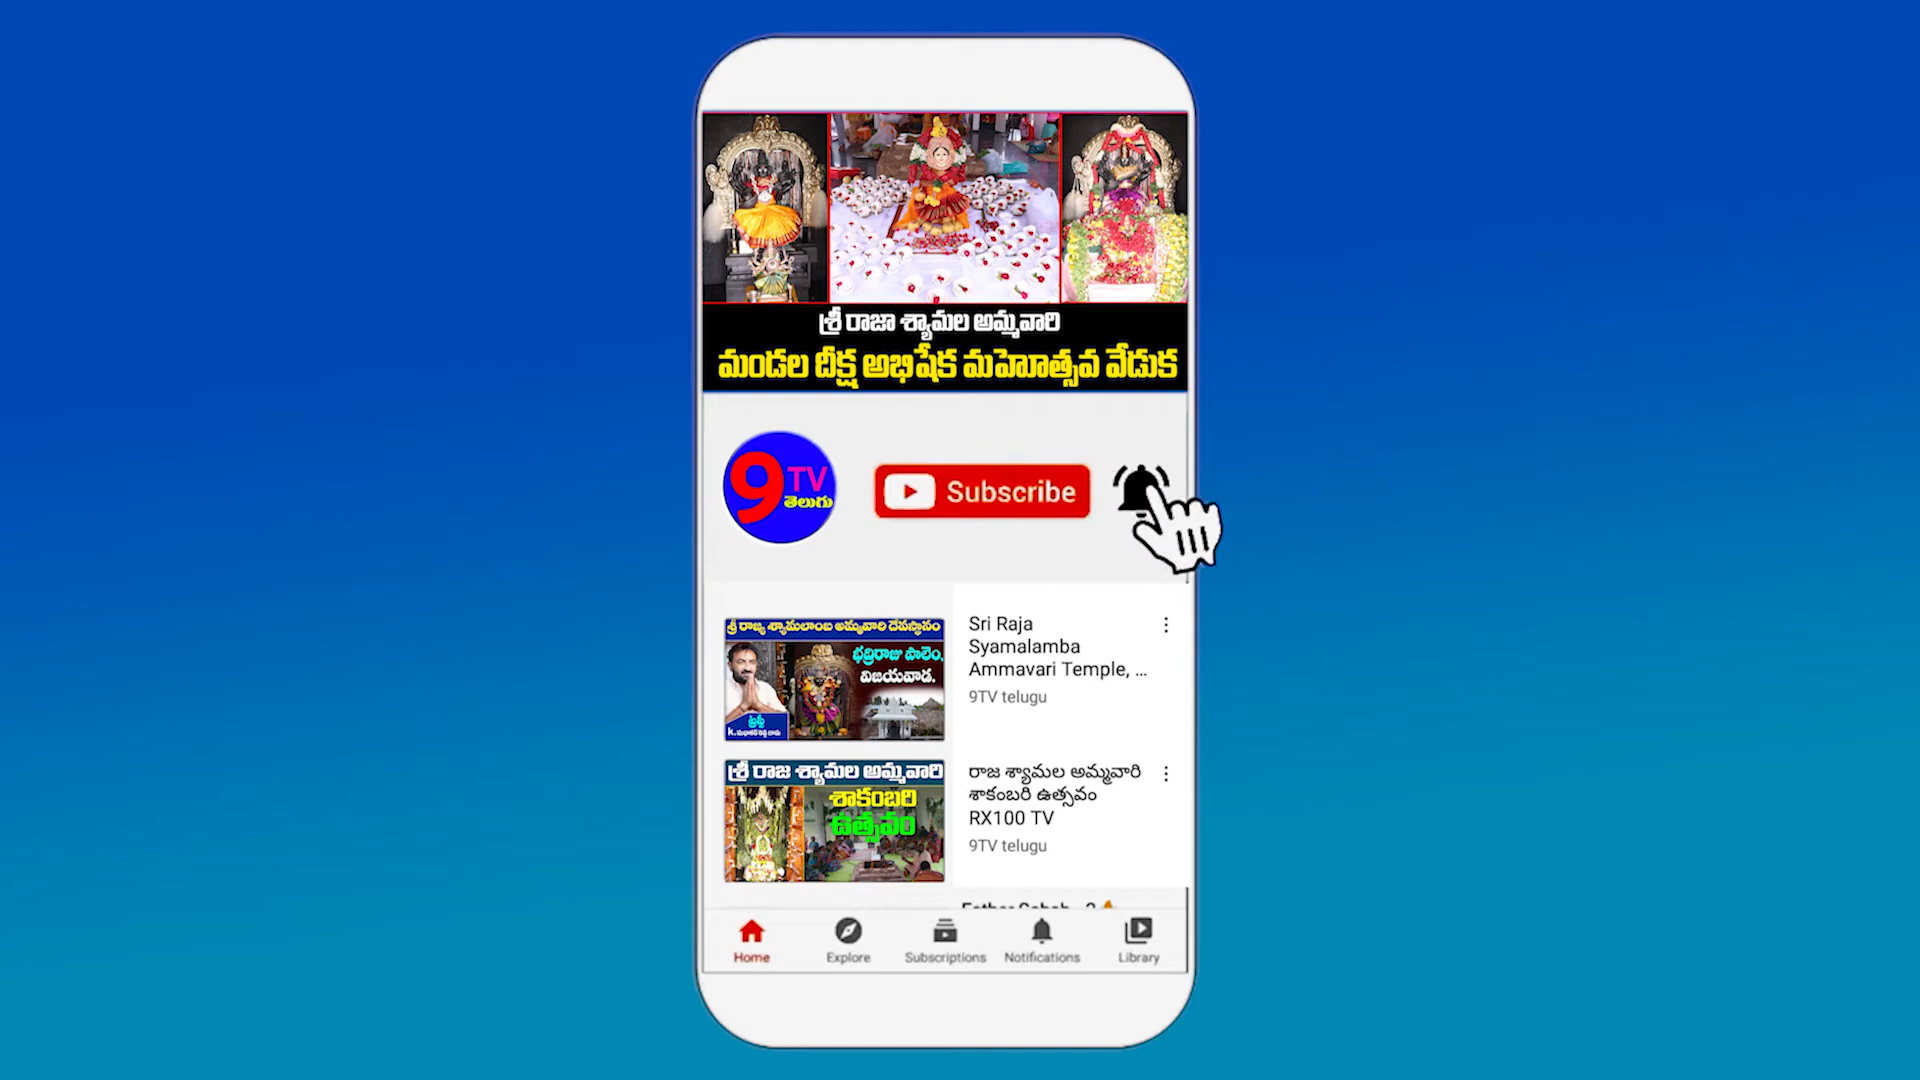 శ్రీ రాజా శ్యామల అమ్మవారి
మండల దీక్ష అభిషేక మహోత్సవ వేడుక
9 TV
తెలుగు
Subscribe
శ్రీ రాజ్య శ్యామలాంబ అమ్మవారి దేవస్థానం
భద్రిరాజు పాలెం,
విజయవాడ.
ట్రస్టీ
Sri Raja
Syamalamba
Ammavari Temple, ...
9TV telugu
శ్రీ రాజ శ్యామల అమ్మవారి
శాకంబరి
ఉత్సవం
రాజ శ్యామల అమ్మవారి
శాకంబరి ఉత్సవం
RX100 TV
9TV telugu
Home
Explore
Subscriptions
Notifications
Library